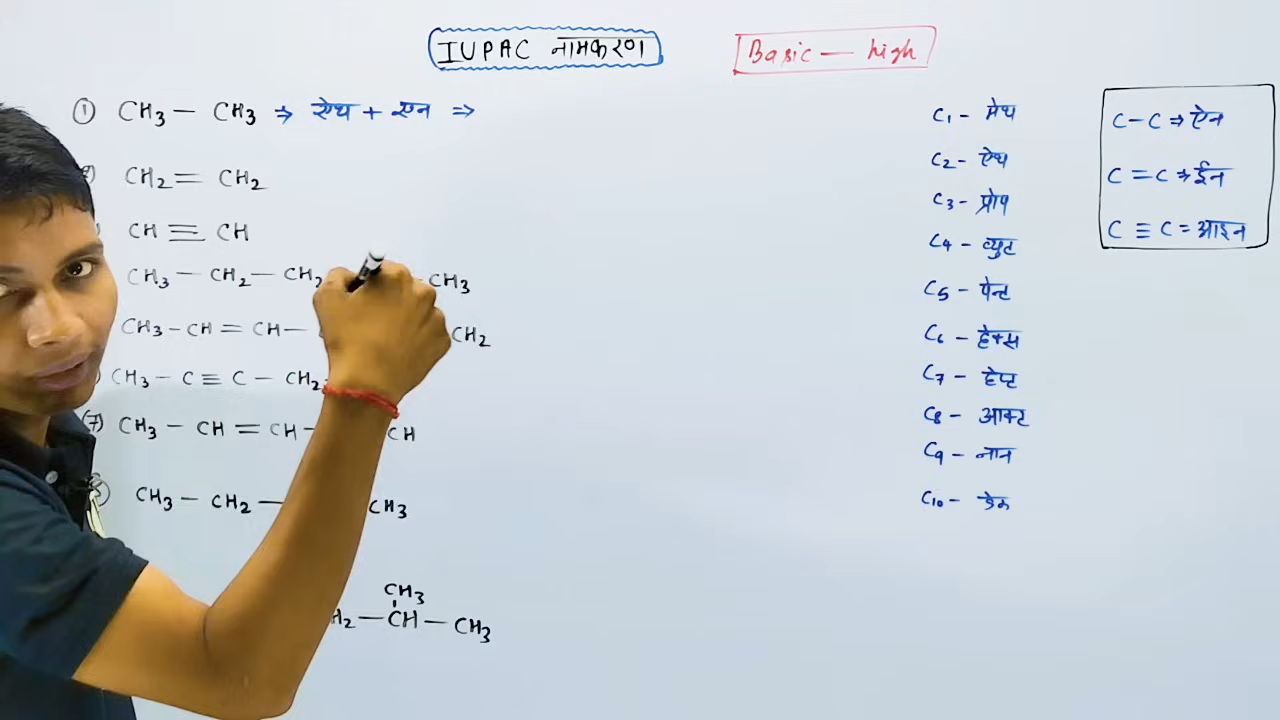 IUPAC नामकरण
Basic — high
① CH3 — CH3 ⇒ एथ + एन ⇒
CH2 = CH2
CH ≡ CH
CH3 — CH2 — CH2 CH3
CH3 — CH = CH — CH2
CH3 — C ≡ C — CH2
(7) CH3 — CH = CH — CH
CH3 — CH2 — CH3
CH3
H2 — CH — CH3
C1 - मेथ
C2 - ऐथ
C3 - प्रोप
C4 - ब्युट
C5 - पेन्ट
C6 - हेक्स
C7 - हेप्ट
C8 - आक्ट
C9 - नान
C10 - डेक
C — C ⇒ ऐन
C = C ⇒ ईन
C ≡ C = आइन